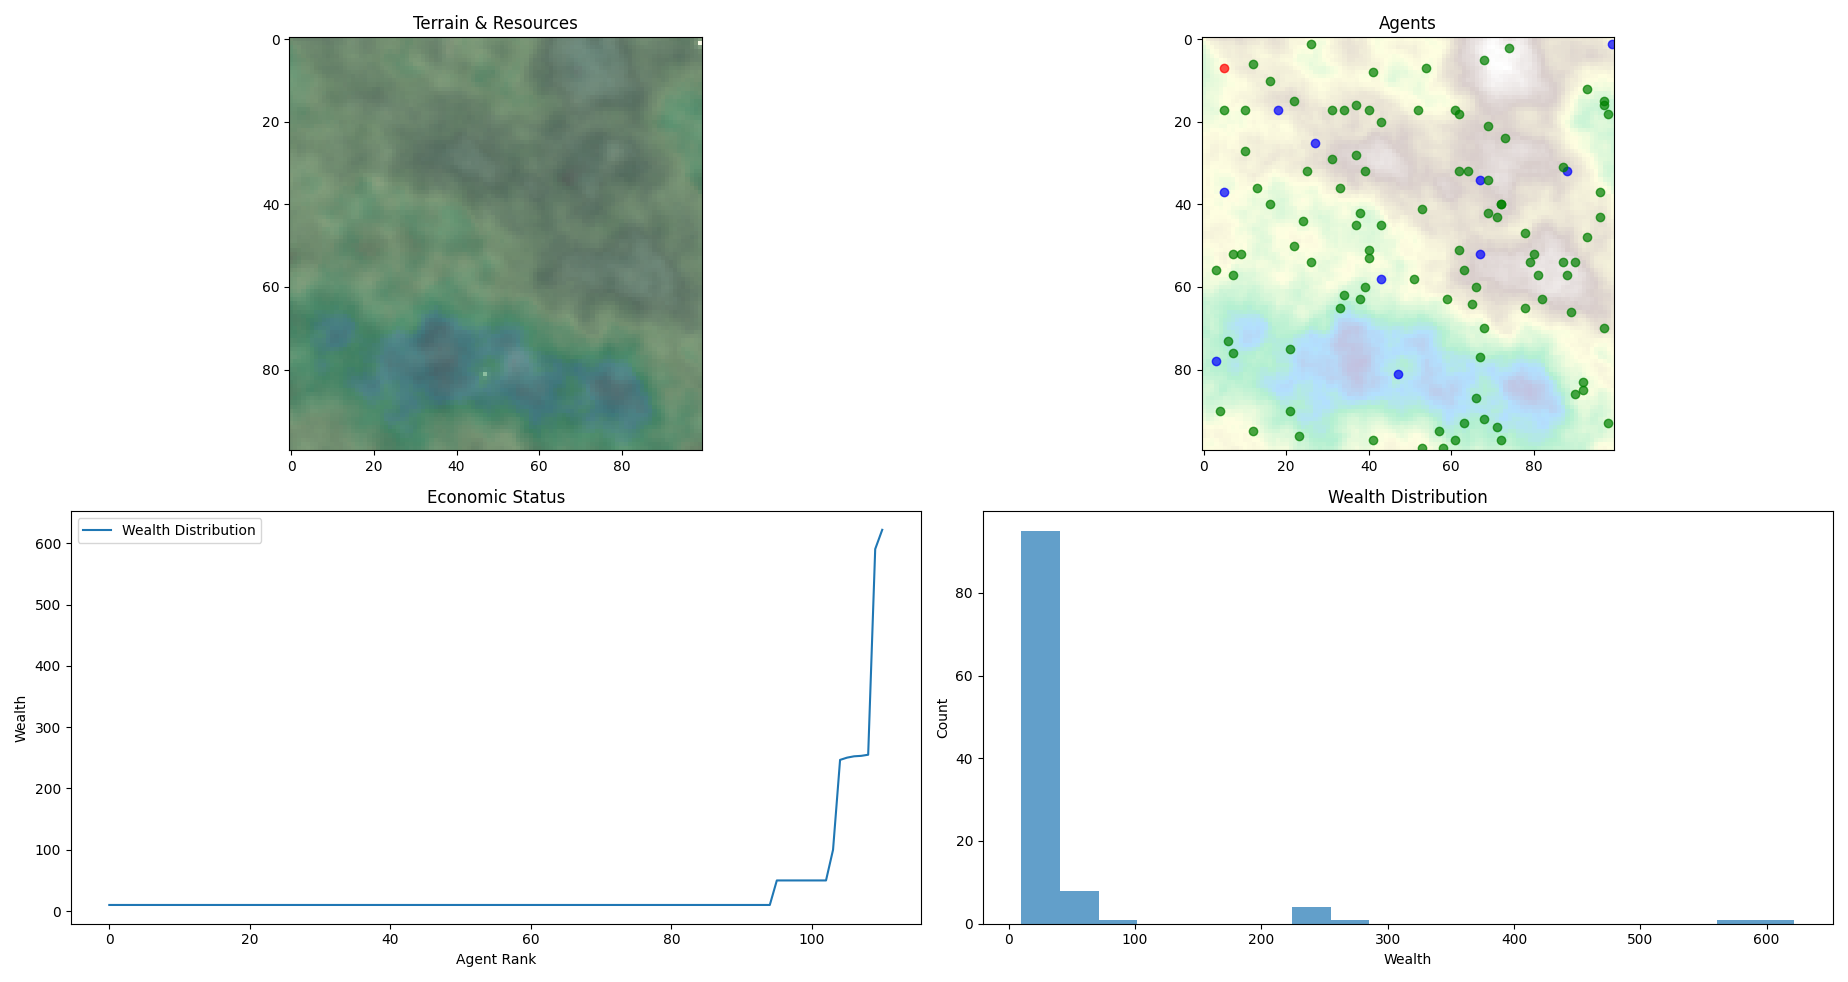 Terrain & Resources
0
20
40
60
80
0 20 40 60 80
Agents
0
20
40
60
80
0 20 40 60 80
Economic Status
Wealth Distribution
600
500
400
300
200
100
0
Wealth
0 20 40 60 80 100
Agent Rank
Wealth Distribution
80
60
40
20
0
Count
0 100 200 300 400 500 600
Wealth